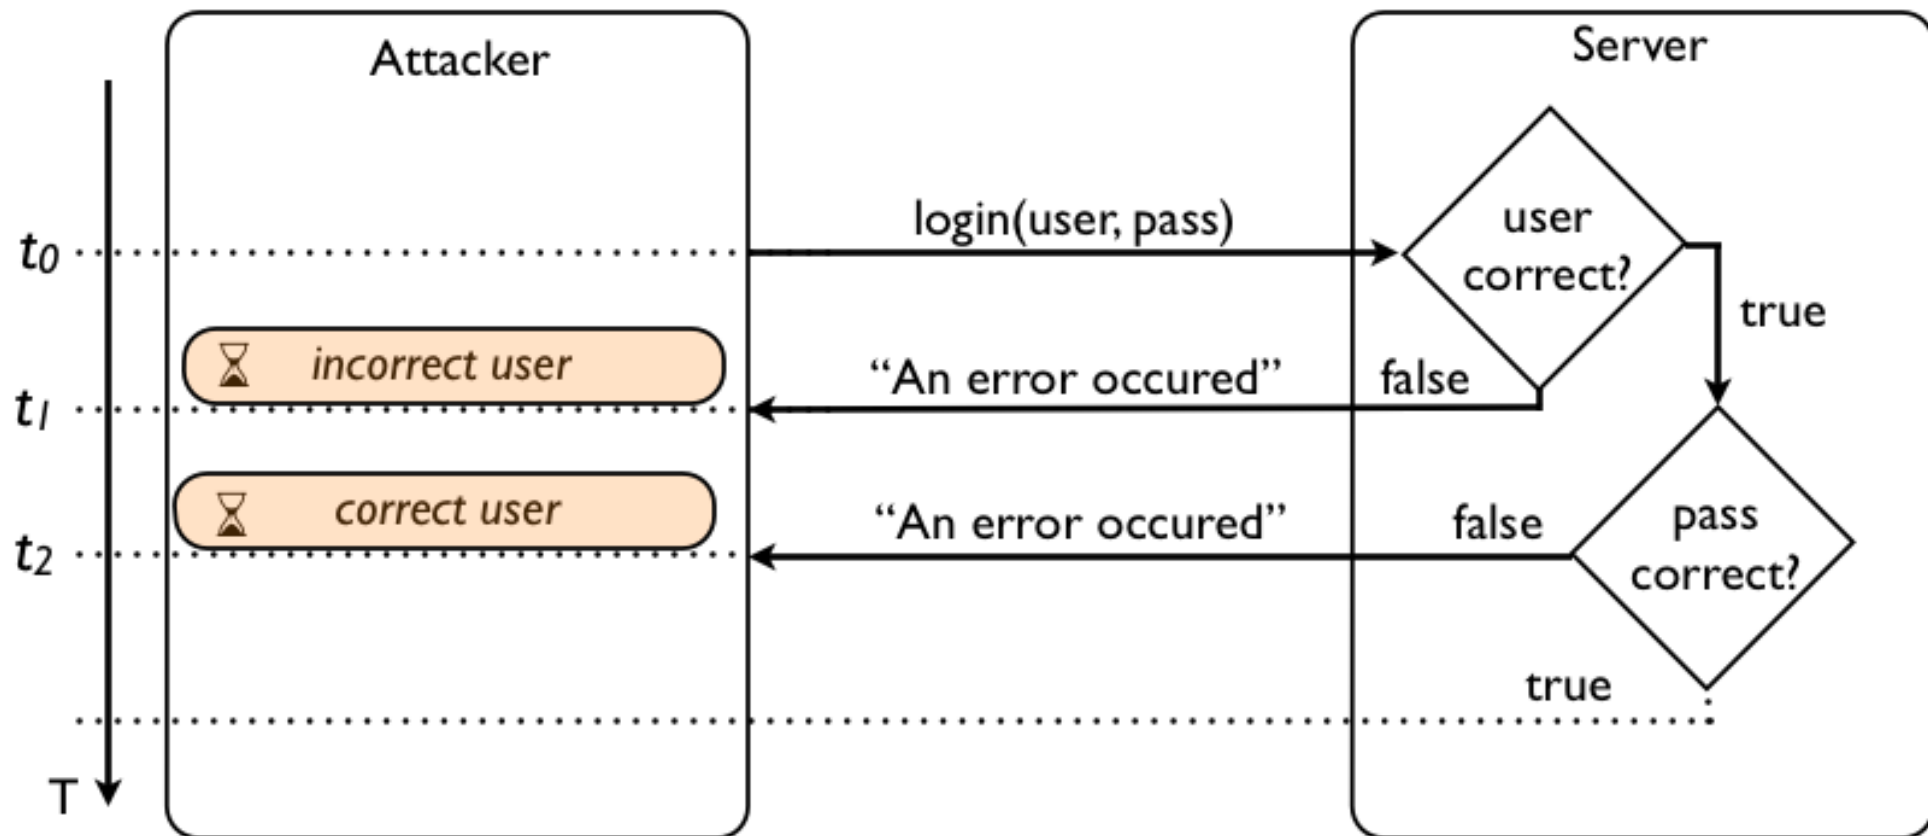 Attacker
Server
t0
login(user, pass)
user
correct?
true
incorrect user
“An error occured”
false
t1
correct user
“An error occured”
false
pass
correct?
t2
true
T